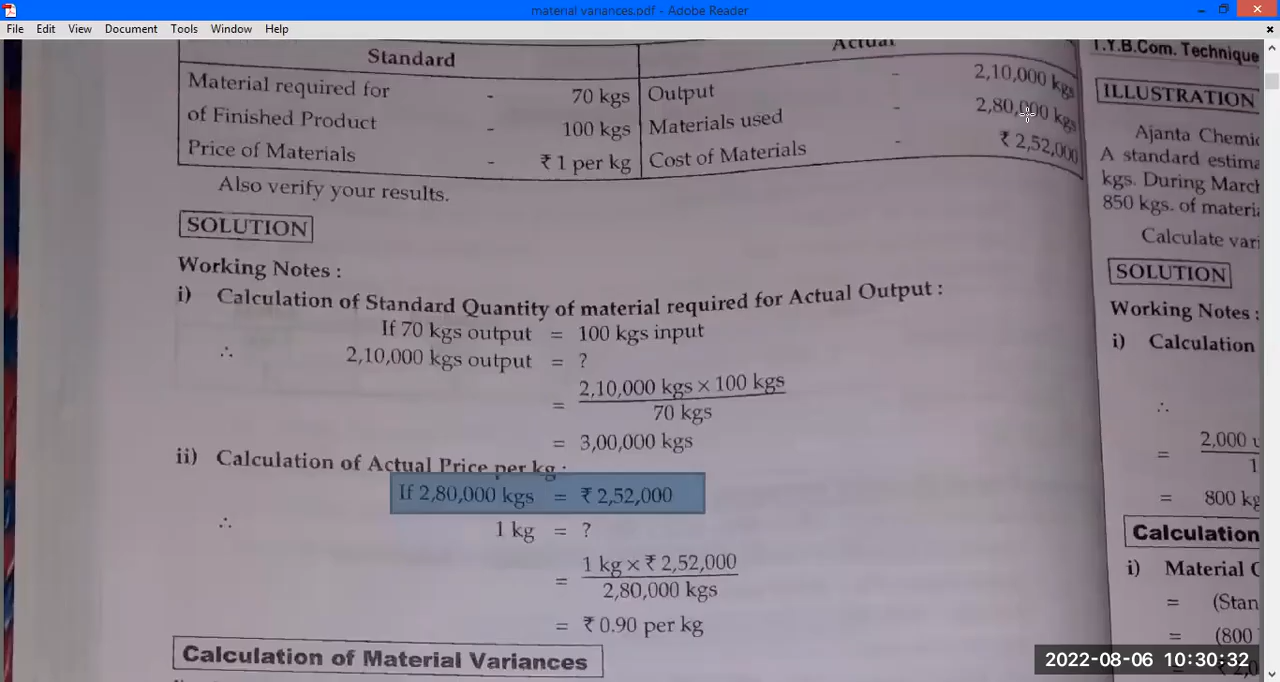 material variances.pdf - Adobe Reader
File Edit View Document Tools Window Help
Standard Actual
Material required for - 70 kgs Output - 2,10,000 kgs
of Finished Product - 100 kgs Materials used - 2,80,000 kgs
Price of Materials - ₹ 1 per kg Cost of Materials - ₹ 2,52,000
Also verify your results.
SOLUTION
Working Notes :
i) Calculation of Standard Quantity of material required for Actual Output :
If 70 kgs output = 100 kgs input
∴ 2,10,000 kgs output = ?
= 2,10,000 kgs × 100 kgs
70 kgs
= 3,00,000 kgs
ii) Calculation of Actual Price per kg :
If 2,80,000 kgs = ₹ 2,52,000
∴ 1 kg = ?
= 1 kg × ₹ 2,52,000
2,80,000 kgs
= ₹ 0.90 per kg
Calculation of Material Variances
T.Y.B.Com. Technique
ILLUSTRATION
Ajanta Chemic
A standard estima
kgs. During March
850 kgs. of materi
Calculate vari
SOLUTION
Working Notes :
i) Calculation
∴
= 2,000 u
1
= 800 kg
Calculation
i) Material C
= (Stan
= (800
2022-08-06 10:30:32